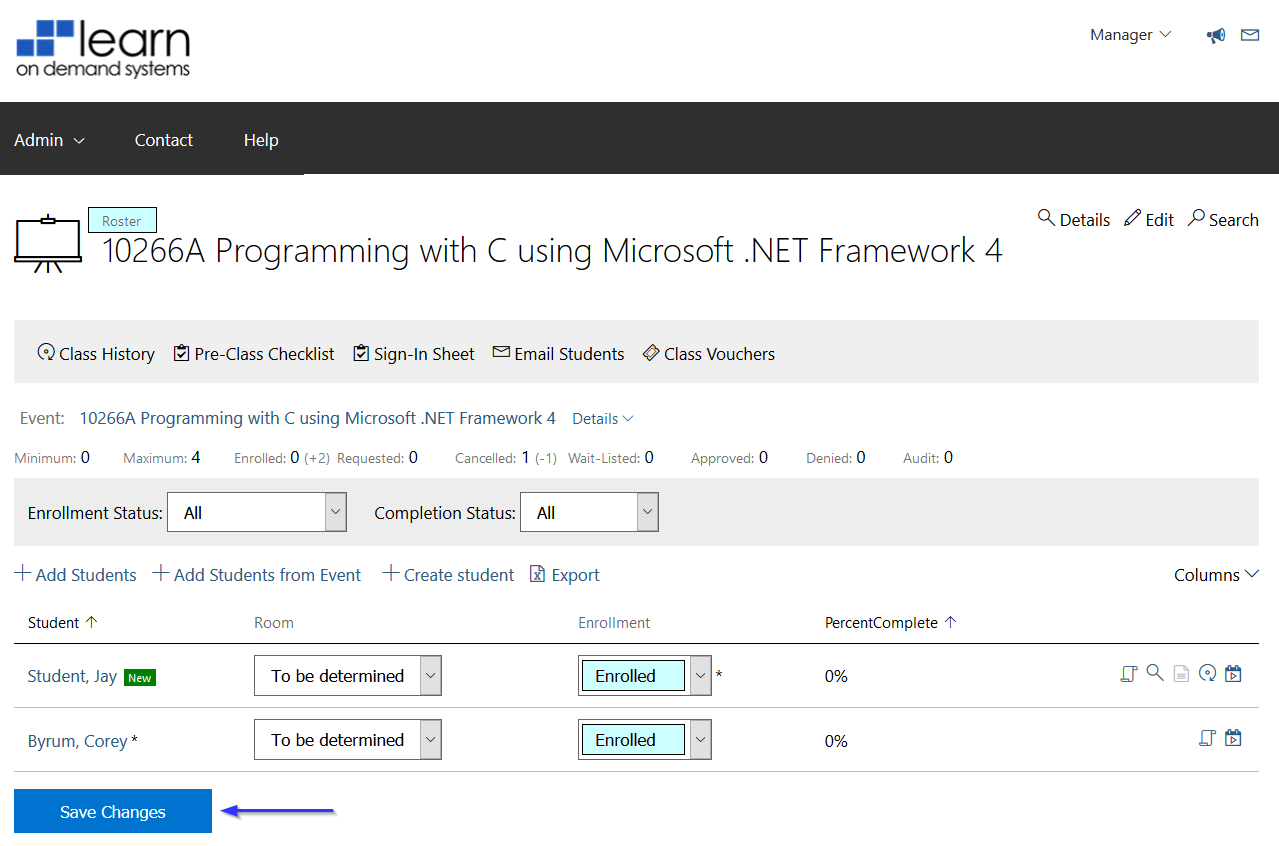 learn
on demand systems
Manager
Admin Contact Help
Roster
10266A Programming with C using Microsoft .NET Framework 4
Details Edit Search
Class History Pre-Class Checklist Sign-In Sheet Email Students Class Vouchers
Event: 10266A Programming with C using Microsoft .NET Framework 4 Details
Minimum: 0 Maximum: 4 Enrolled: 0 (+2) Requested: 0 Cancelled: 1 (-1) Wait-Listed: 0 Approved: 0 Denied: 0 Audit: 0
Enrollment Status: All Completion Status: All
Add Students Add Students from Event Create student Export Columns
Student Room Enrollment PercentComplete
Student, Jay New To be determined Enrolled * 0%
Byrum, Corey * To be determined Enrolled 0%
Save Changes